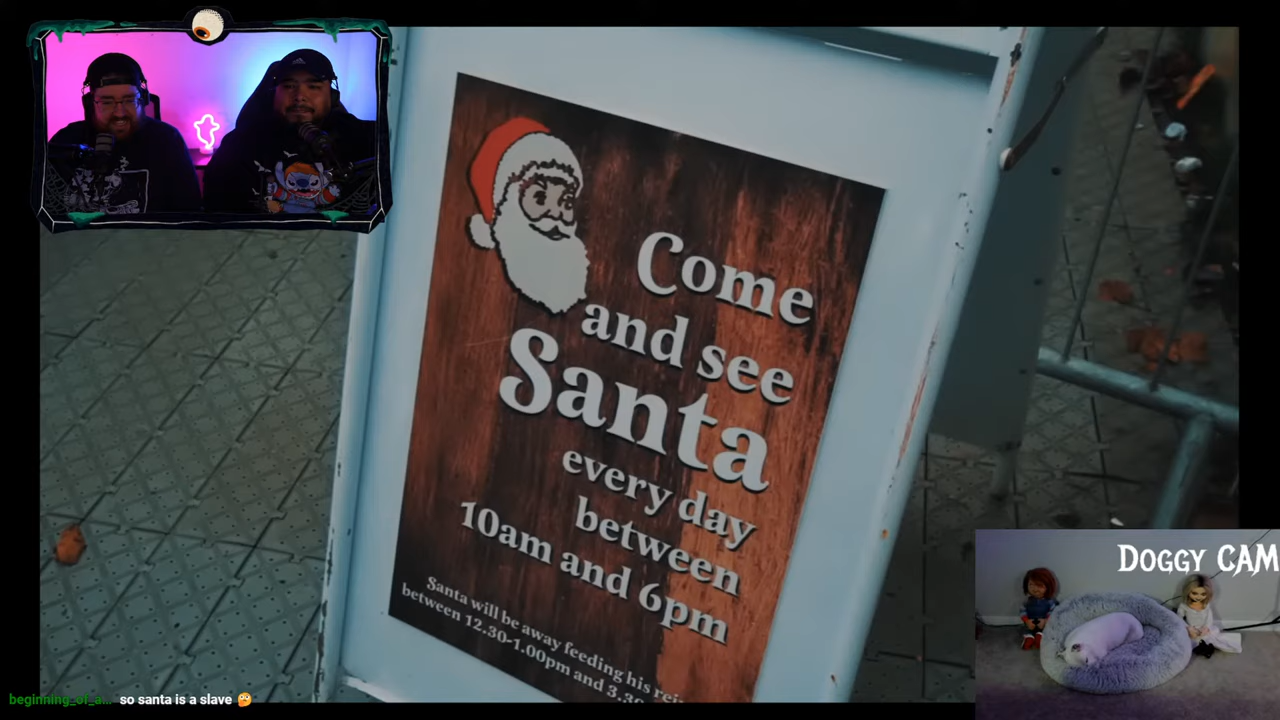 Come
and see
Santa
every day
between
10am and 6pm
Santa will be away feeding his
between 12.30-1.00pm and
DOGGY CAM
beginning_of_a... so santa is a slave